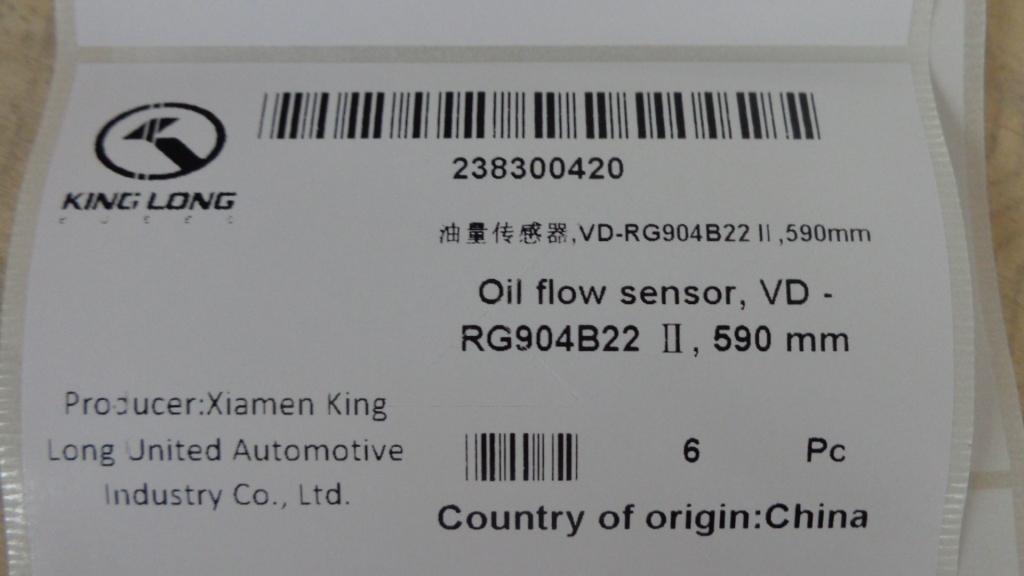 KING LONG
238300420
油量传感器,VD-RG904B22 II ,590mm
Oil flow sensor, VD -
RG904B22 Ⅱ, 590 mm
Producer:Xiamen King
Long United Automotive
Industry Co., Ltd.
6 Pc
Country of origin:China